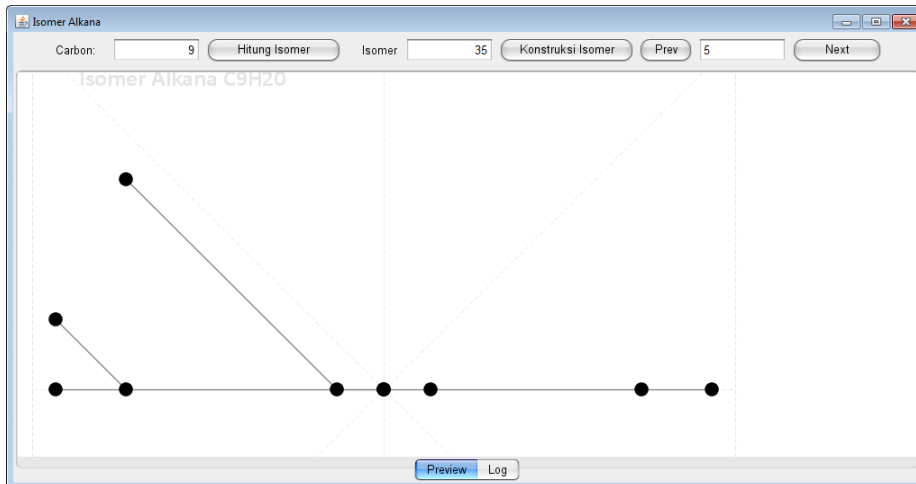 Isomer Alkana
Carbon: 9 Hitung Isomer Isomer 35 Konstruksi Isomer Prev 5 Next
Isomer Alkana C9H20
Preview Log